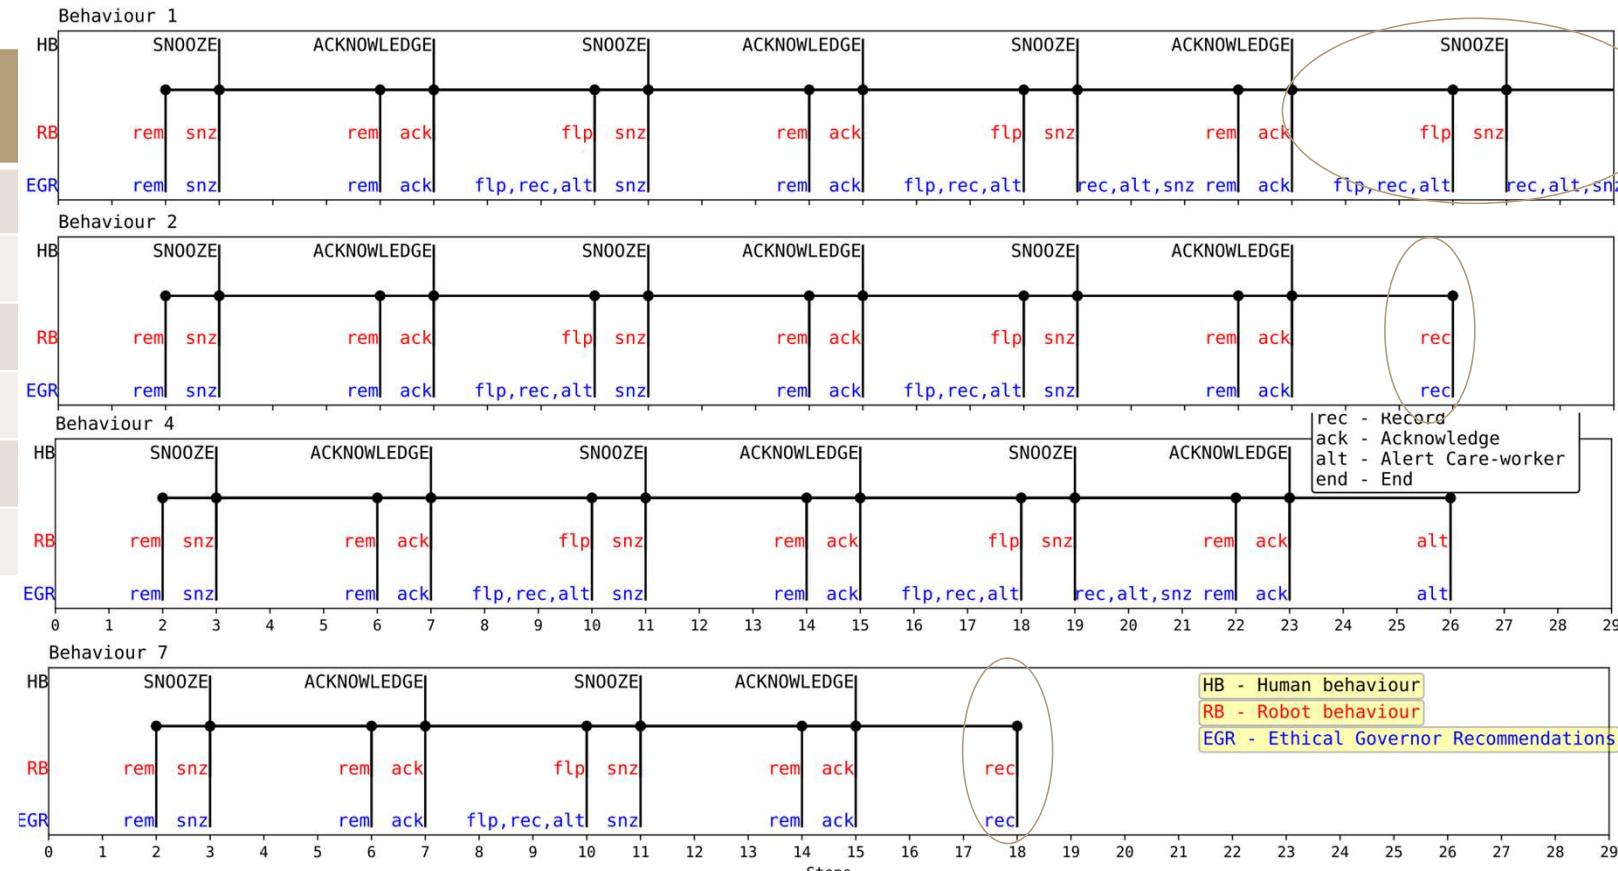 Behaviour 1
HB SNOOZE ACKNOWLEDGE SNOOZE ACKNOWLEDGE SNOOZE ACKNOWLEDGE SNOOZE
RB rem snz rem ack flp snz rem ack flp snz rem ack flp snz
EGR rem snz rem ack flp,rec,alt snz rem ack flp,rec,alt rec,alt,snz rem ack flp,rec,alt rec,alt,snz
Behaviour 2
HB SNOOZE ACKNOWLEDGE SNOOZE ACKNOWLEDGE SNOOZE ACKNOWLEDGE
RB rem snz rem ack flp snz rem ack flp snz rem ack rec
EGR rem snz rem ack flp,rec,alt snz rem ack flp,rec,alt snz rem ack rec
rec - Record
Behaviour 4
ack - Acknowledge
HB SNOOZE ACKNOWLEDGE SNOOZE ACKNOWLEDGE SNOOZE ACKNOWLEDGE
alt - Alert Care-worker
end - End
RB rem snz rem ack flp snz rem ack flp snz rem ack alt
EGR rem snz rem ack flp,rec,alt snz rem ack flp,rec,alt rec,alt,snz rem ack alt
0 1 2 3 4 5 6 7 8 9 10 11 12 13 14 15 16 17 18 19 20 21 22 23 24 25 26 27 28 29
Behaviour 7
HB SNOOZE ACKNOWLEDGE SNOOZE ACKNOWLEDGE
HB - Human behaviour
RB - Robot behaviour
EGR - Ethical Governor Recommendations
RB rem snz rem ack flp snz rem ack rec
EGR rem snz rem ack flp,rec,alt snz rem ack rec
0 1 2 3 4 5 6 7 8 9 10 11 12 13 14 15 16 17 18 19 20 21 22 23 24 25 26 27 28 29